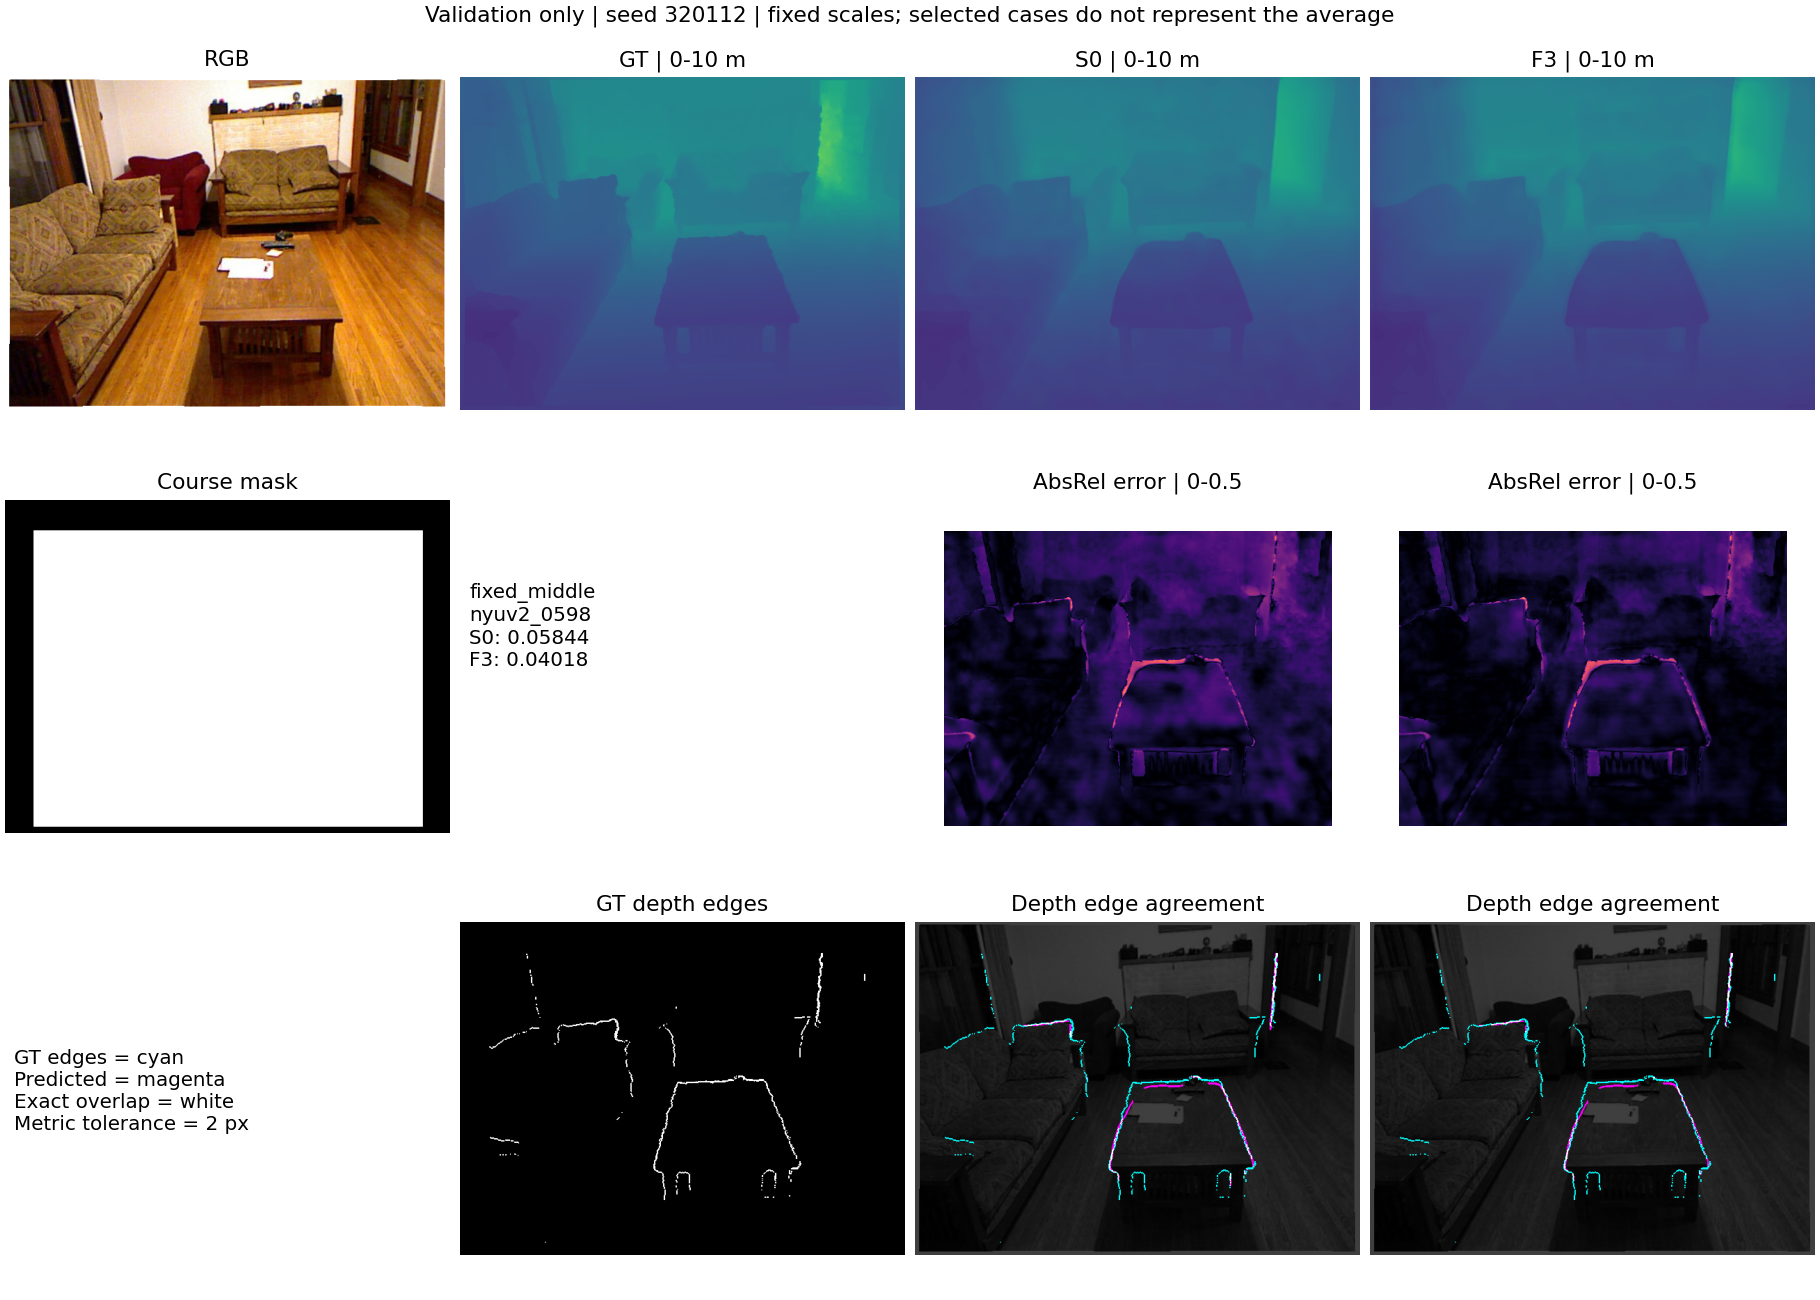 Validation only | seed 320112 | fixed scales; selected cases do not represent the average
RGB
GT | 0-10 m
S0 | 0-10 m
F3 | 0-10 m
Course mask
AbsRel error | 0-0.5
AbsRel error | 0-0.5
fixed_middle
nyuv2_0598
S0: 0.05844
F3: 0.04018
GT depth edges
Depth edge agreement
Depth edge agreement
GT edges = cyan
Predicted = magenta
Exact overlap = white
Metric tolerance = 2 px